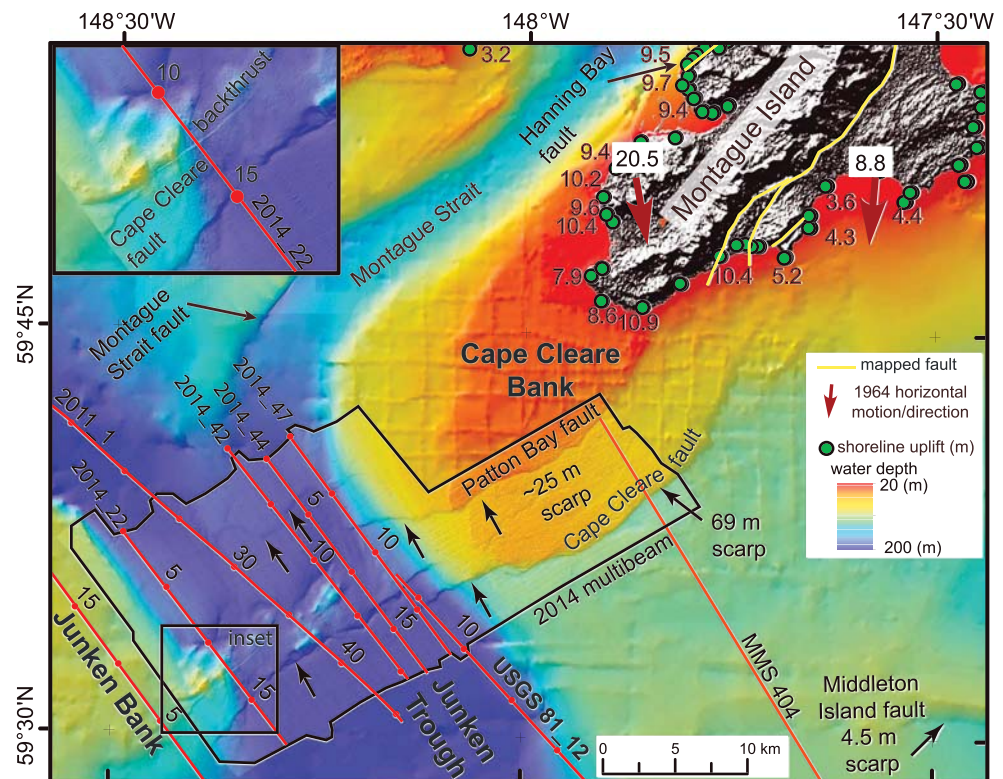 148°30'W
148°W
147°30'W
59°45'N
59°30'N
10
15
2014_22
backthrust
Cape Cleare
fault
3.2
Hanning Bay
fault
9.5
9.7
9.4
9.4
10.2
9.6
10.4
7.9
8.6
10.9
20.5
8.8
Montague Island
3.6
4.4
4.3
5.2
10.4
Montague Strait
Montague
Strait fault
Cape Cleare
Bank
mapped fault
1964 horizontal
motion/direction
shoreline uplift (m)
water depth
20 (m)
200 (m)
2011_1
2014_42
2014_44
2014_47
2014_22
5
10
10
15
10
30
40
5
15
15
5
inset
Patton Bay fault
~25 m
scarp
Cape Cleare fault
69 m
scarp
2014 multibeam
Junken Bank
Junken
Trough
USGS 81_12
MMS 404
Middleton
Island fault
4.5 m
scarp
0
5
10 km